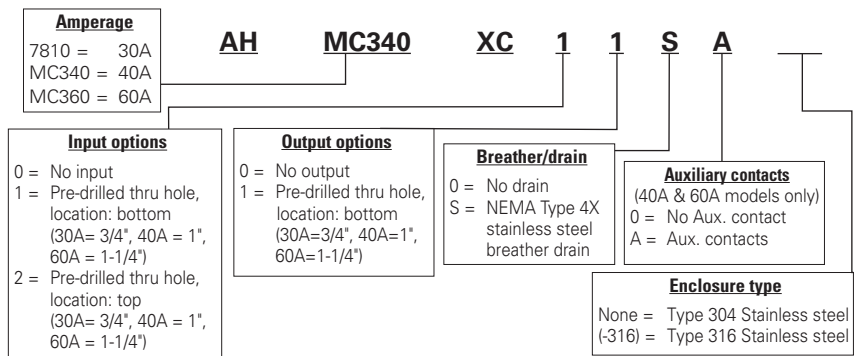 Amperage
7810 = 30A
MC340 = 40A
MC360 = 60A
AH MC340 XC 1 1 S A
Input options
0 = No input
1 = Pre-drilled thru hole,
location: bottom
(30A= 3/4", 40A = 1",
60A = 1-1/4")
2 = Pre-drilled thru hole,
location: top
(30A= 3/4", 40A = 1",
60A = 1-1/4")
Output options
0 = No output
1 = Pre-drilled thru hole,
location: bottom
(30A=3/4", 40A=1",
60A=1-1/4")
Breather/drain
0 = No drain
S = NEMA Type 4X
stainless steel
breather drain
Auxiliary contacts
(40A & 60A models only)
0 = No Aux. contact
A = Aux. contacts
Enclosure type
None = Type 304 Stainless steel
(-316) = Type 316 Stainless steel